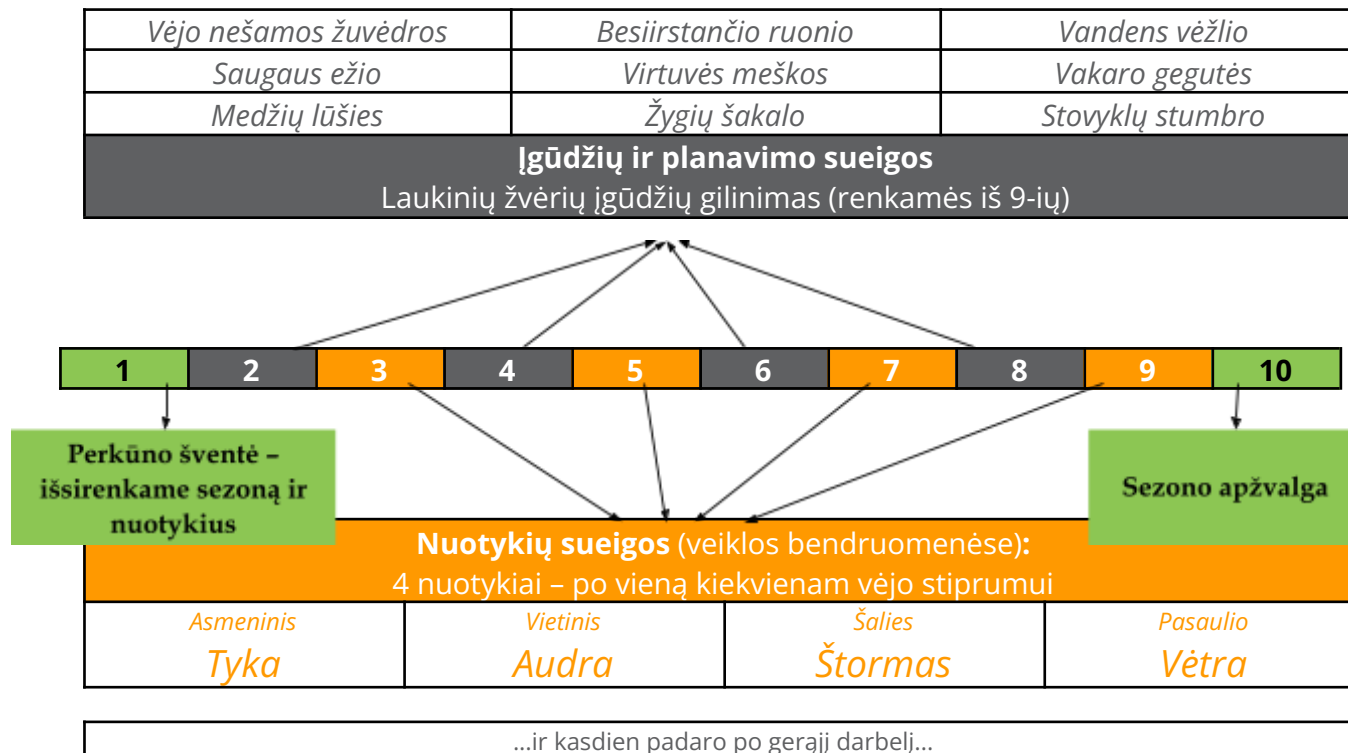 Vėjo nešamos žuvėdros Besiirstančio ruonio Vandens vėžlio
Saugaus ežio Virtuvės meškos Vakaro gegutės
Medžių lūšies Žygių šakalo Stovyklų stumbro
Įgūdžių ir planavimo sueigos
Laukinių žvėrių įgūdžių gilinimas (renkamės iš 9-ių)
1 2 3 4 5 6 7 8 9 10
Perkūno šventė –
išsirenkame sezoną ir
nuotykius
Sezono apžvalga
Nuotykių sueigos (veiklos bendruomenėse):
4 nuotykiai – po vieną kiekvienam vėjo stiprumui
Asmeninis Vietinis Šalies Pasaulio
Tyka Audra Štormas Vėtra
...ir kasdien padaro po gerąjį darbelį...